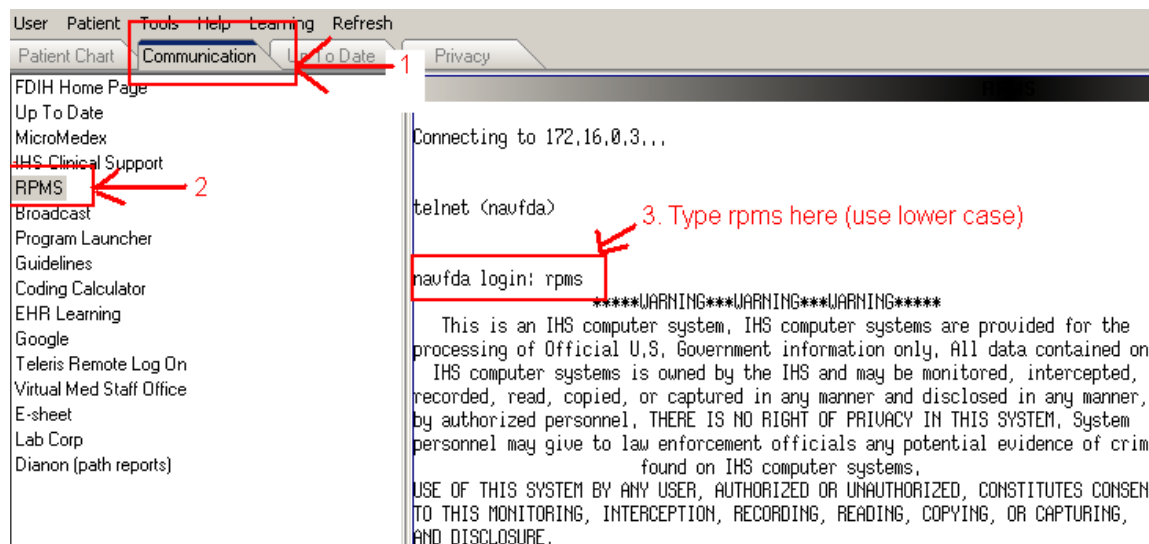 User Patient Tools Help Learning Refresh
Patient Chart Communication Up To Date Privacy
1
FDIH Home Page
Up To Date
MicroMedex
IHS Clinical Support
RPMS
2
Broadcast
Program Launcher
Guidelines
Coding Calculator
EHR Learning
Google
Teleris Remote Log On
Virtual Med Staff Office
E-sheet
Lab Corp
Dianon (path reports)
RPMS
Connecting to 172.16.0.3...
telnet (navfda)
3. Type rpms here (use lower case)
navfda login: rpms
*****WARNING***WARNING***WARNING*****
This is an IHS computer system. IHS computer systems are provided for the
processing of Official U.S. Government information only. All data contained on
IHS computer systems is owned by the IHS and may be monitored, intercepted,
recorded, read, copied, or captured in any manner and disclosed in any manner,
by authorized personnel. THERE IS NO RIGHT OF PRIVACY IN THIS SYSTEM. System
personnel may give to law enforcement officials any potential evidence of crim
found on IHS computer systems.
USE OF THIS SYSTEM BY ANY USER, AUTHORIZED OR UNAUTHORIZED, CONSTITUTES CONSEN
TO THIS MONITORING, INTERCEPTION, RECORDING, READING, COPYING, OR CAPTURING,
AND DISCLOSURE.